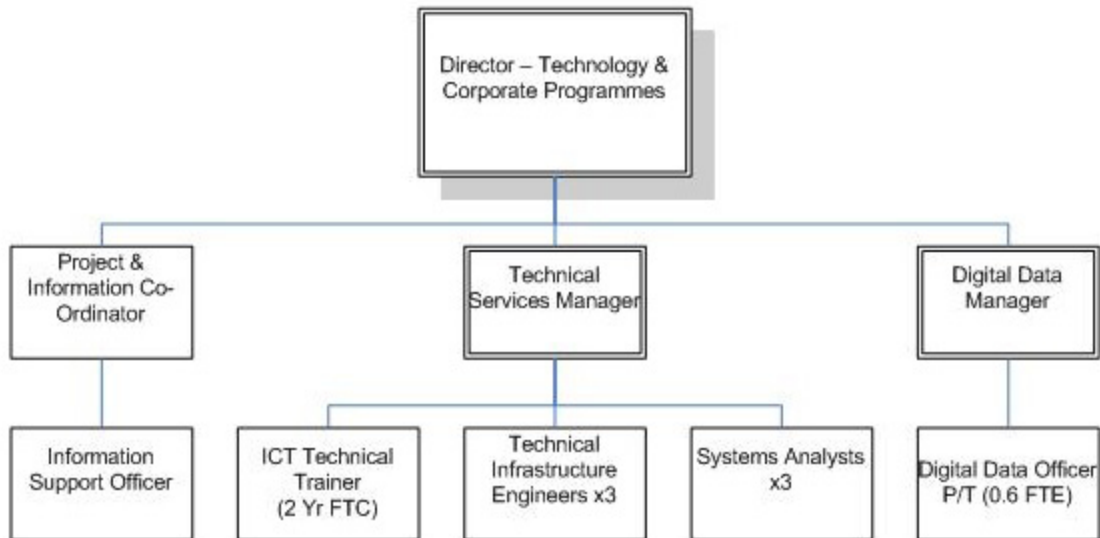 Director – Technology &
Corporate Programmes
Project &
Information Co-
Ordinator
Technical
Services Manager
Digital Data
Manager
Information
Support Officer
ICT Technical
Trainer
(2 Yr FTC)
Technical
Infrastructure
Engineers x3
Systems Analysts
x3
Digital Data Officer
P/T (0.6 FTE)